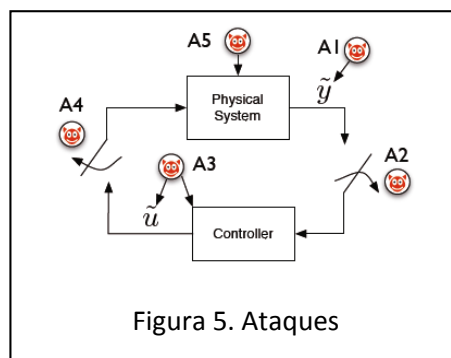 A5
A1
Physical
System
ỹ
A4
A3
A2
ũ
Controller
Figura 5. Ataques